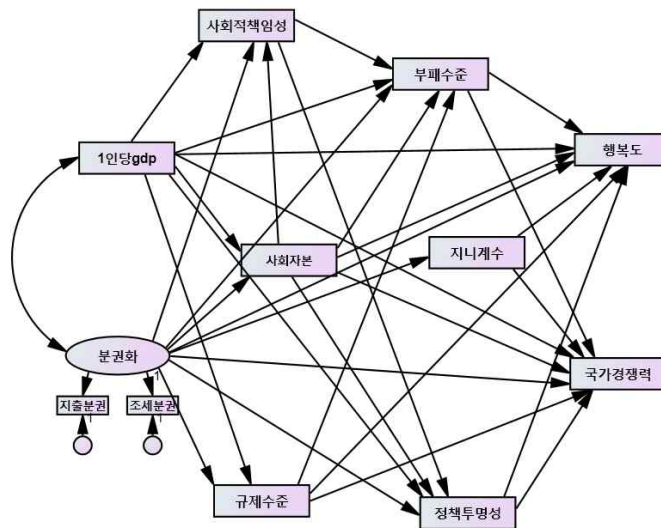 사회적책임성
부패수준
1인당gdp
행복도
사회자본
지니계수
분권화
국가경쟁력
1
지출분권
조세분권
1
1
규제수준
정책투명성